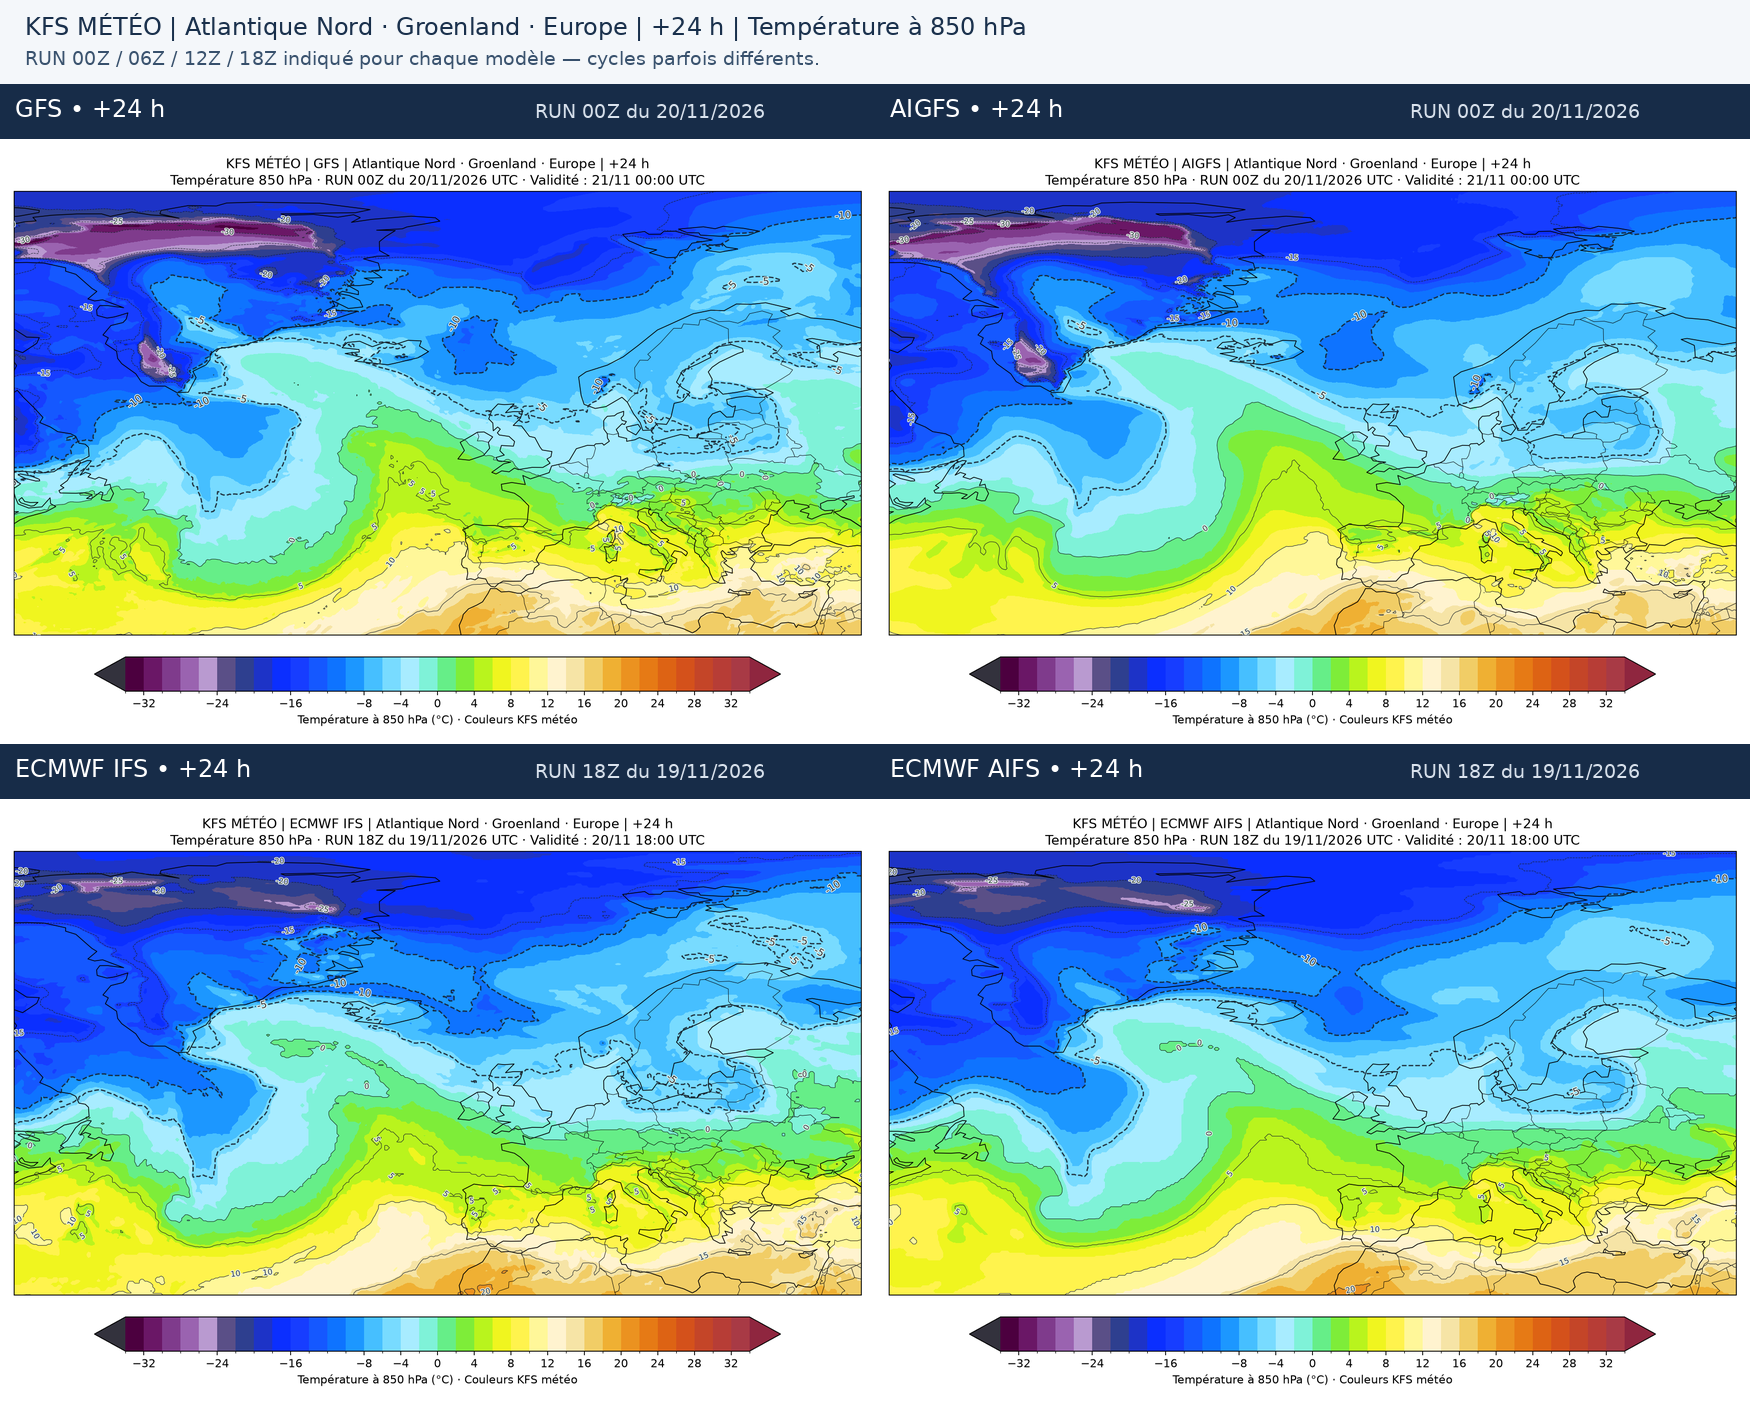 KFS MÉTÉO | Atlantique Nord · Groenland · Europe | +24 h | Température à 850 hPa
RUN 00Z / 06Z / 12Z / 18Z indiqué pour chaque modèle — cycles parfois différents.
GFS • +24 h
RUN 00Z du 20/11/2026
KFS MÉTÉO | GFS | Atlantique Nord · Groenland · Europe | +24 h
Température 850 hPa · RUN 00Z du 20/11/2026 UTC · Validité : 21/11 00:00 UTC
−32 −24 −16 −8 −4 0 4 8 12 16 20 24 28 32
Température à 850 hPa (°C) · Couleurs KFS météo
AIGFS • +24 h
RUN 00Z du 20/11/2026
KFS MÉTÉO | AIGFS | Atlantique Nord · Groenland · Europe | +24 h
Température 850 hPa · RUN 00Z du 20/11/2026 UTC · Validité : 21/11 00:00 UTC
−32 −24 −16 −8 −4 0 4 8 12 16 20 24 28 32
Température à 850 hPa (°C) · Couleurs KFS météo
ECMWF IFS • +24 h
RUN 18Z du 19/11/2026
KFS MÉTÉO | ECMWF IFS | Atlantique Nord · Groenland · Europe | +24 h
Température 850 hPa · RUN 18Z du 19/11/2026 UTC · Validité : 20/11 18:00 UTC
−32 −24 −16 −8 −4 0 4 8 12 16 20 24 28 32
Température à 850 hPa (°C) · Couleurs KFS météo
ECMWF AIFS • +24 h
RUN 18Z du 19/11/2026
KFS MÉTÉO | ECMWF AIFS | Atlantique Nord · Groenland · Europe | +24 h
Température 850 hPa · RUN 18Z du 19/11/2026 UTC · Validité : 20/11 18:00 UTC
−32 −24 −16 −8 −4 0 4 8 12 16 20 24 28 32
Température à 850 hPa (°C) · Couleurs KFS météo